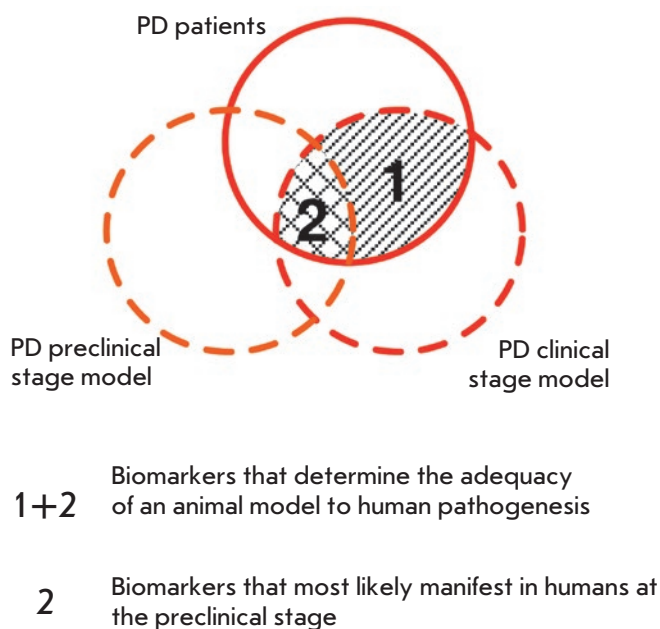 PD patients
1
2
PD preclinical
stage model
PD clinical
stage model
1+2
Biomarkers that determine the adequacy
of an animal model to human pathogenesis
2
Biomarkers that most likely manifest in humans at
the preclinical stage